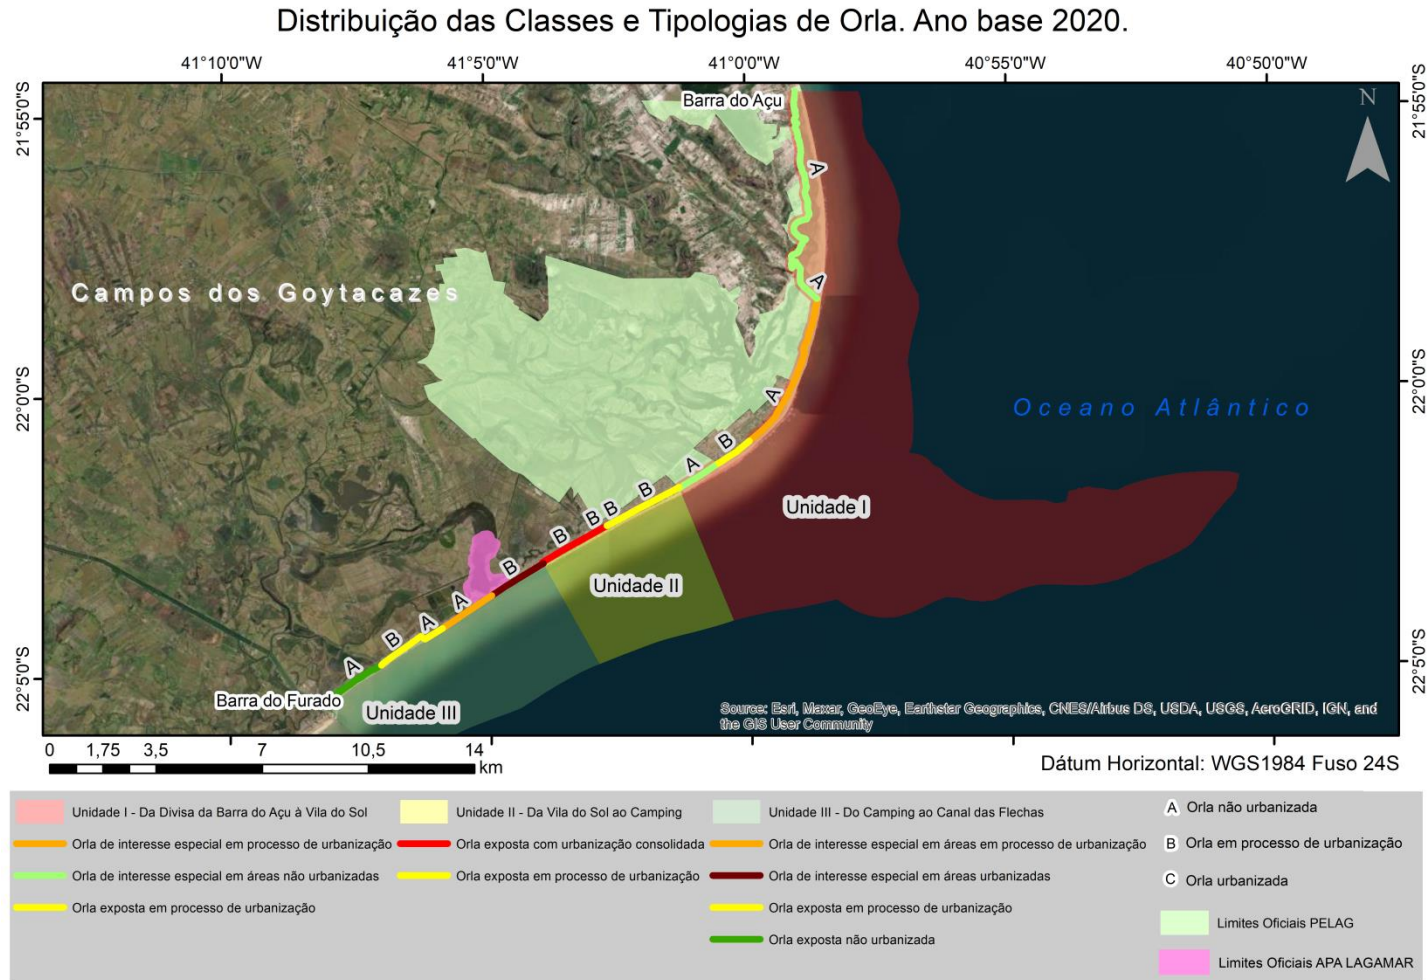 Distribuição das Classes e Tipologias de Orla. Ano base 2020.
41°10'0"W 41°5'0"W 41°0'0"W 40°55'0"W 40°50'0"W
21°55'0"S
21°55'0"S
Barra do Açu
N
A
A
Campos dos Goytacazes
22°0'0"S
22°0'0"S
Oceano Atlântico
A
B
A
B
B
B
B
B
Unidade I
Unidade II
A
A
B
A
22°5'0"S
22°5'0"S
Barra do Furado
Unidade III
Source: Esri, Maxar, GeoEye, Earthstar Geographics, CNES/Airbus DS, USDA, USGS, AeroGRID, IGN, and
the GIS User Community
0 1,75 3,5 7 10,5 14
km
Dátum Horizontal: WGS1984 Fuso 24S
Unidade I - Da Divisa da Barra do Açu à Vila do Sol
Orla de interesse especial em processo de urbanização
Orla de interesse especial em áreas não urbanizadas
Orla exposta em processo de urbanização
Unidade II - Da Vila do Sol ao Camping
Orla exposta com urbanização consolidada
Orla exposta em processo de urbanização
Unidade III - Do Camping ao Canal das Flechas
Orla de interesse especial em áreas em processo de urbanização
Orla de interesse especial em áreas urbanizadas
Orla exposta em processo de urbanização
Orla exposta não urbanizada
A Orla não urbanizada
B Orla em processo de urbanização
C Orla urbanizada
Limites Oficiais PELAG
Limites Oficiais APA LAGAMAR